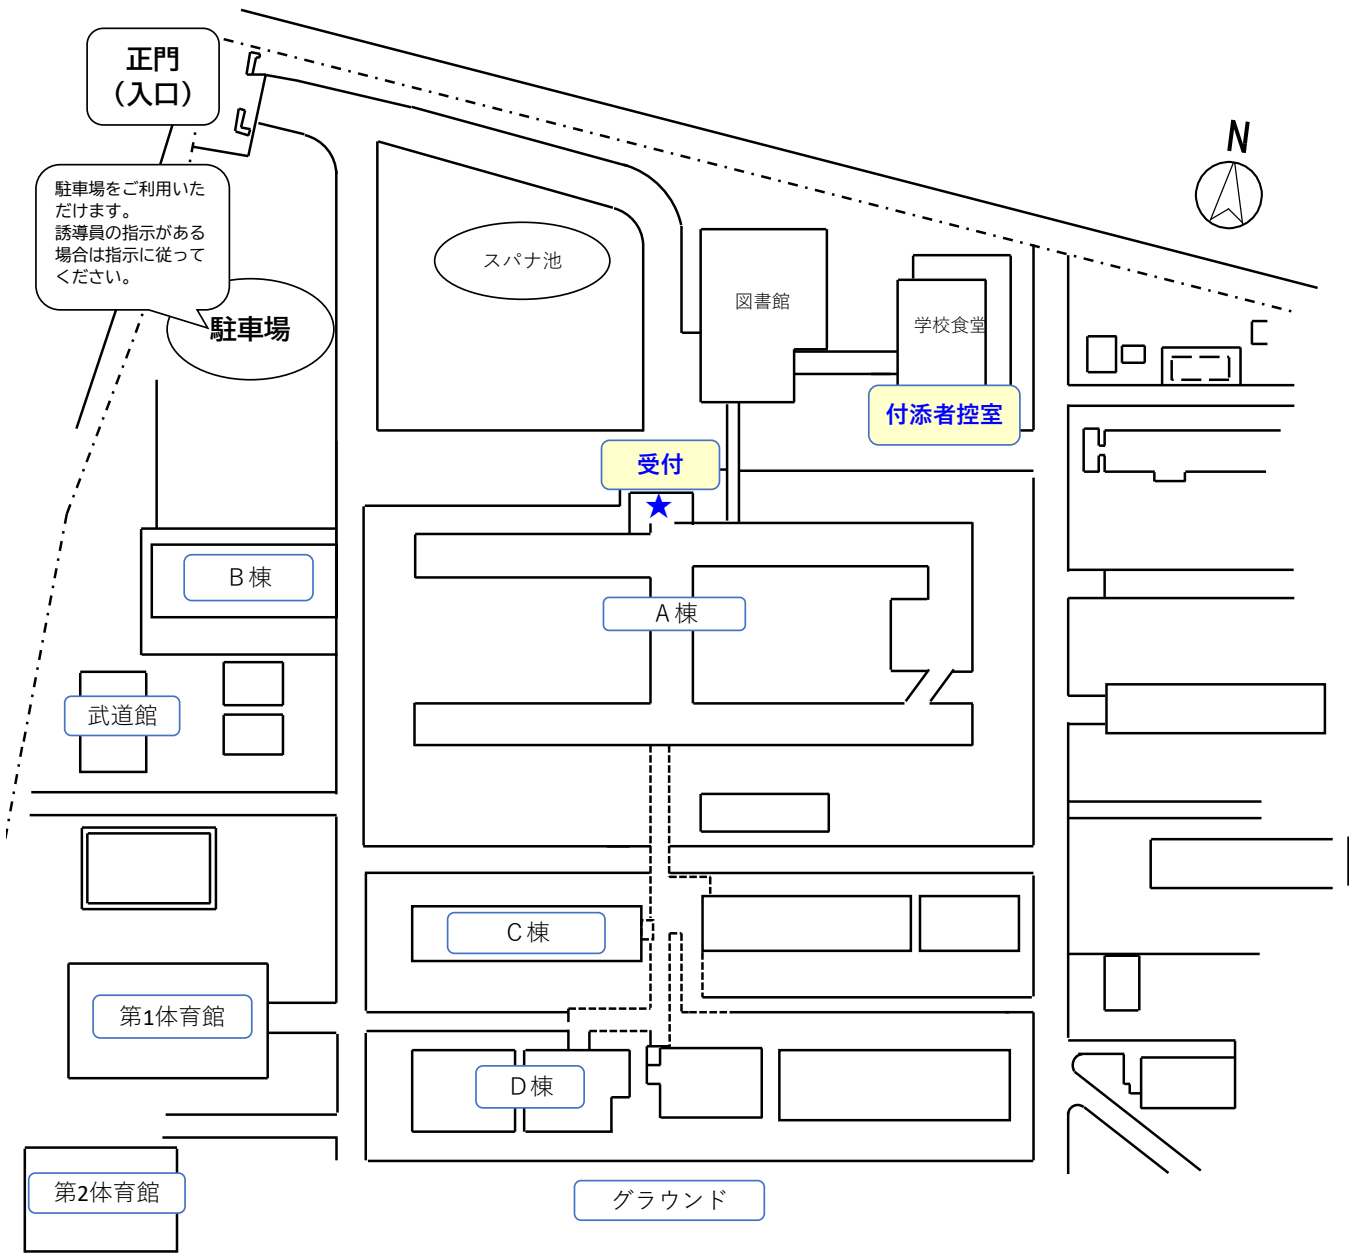 正門
（入口）
N
駐車場をご利用いた
だけます。
誘導員の指示がある
場合は指示に従って
ください。
スパナ池
図書館
学校食堂
駐車場
付添者控室
受付
★
B棟
A棟
武道館
C棟
第1体育館
D棟
第2体育館
グラウンド